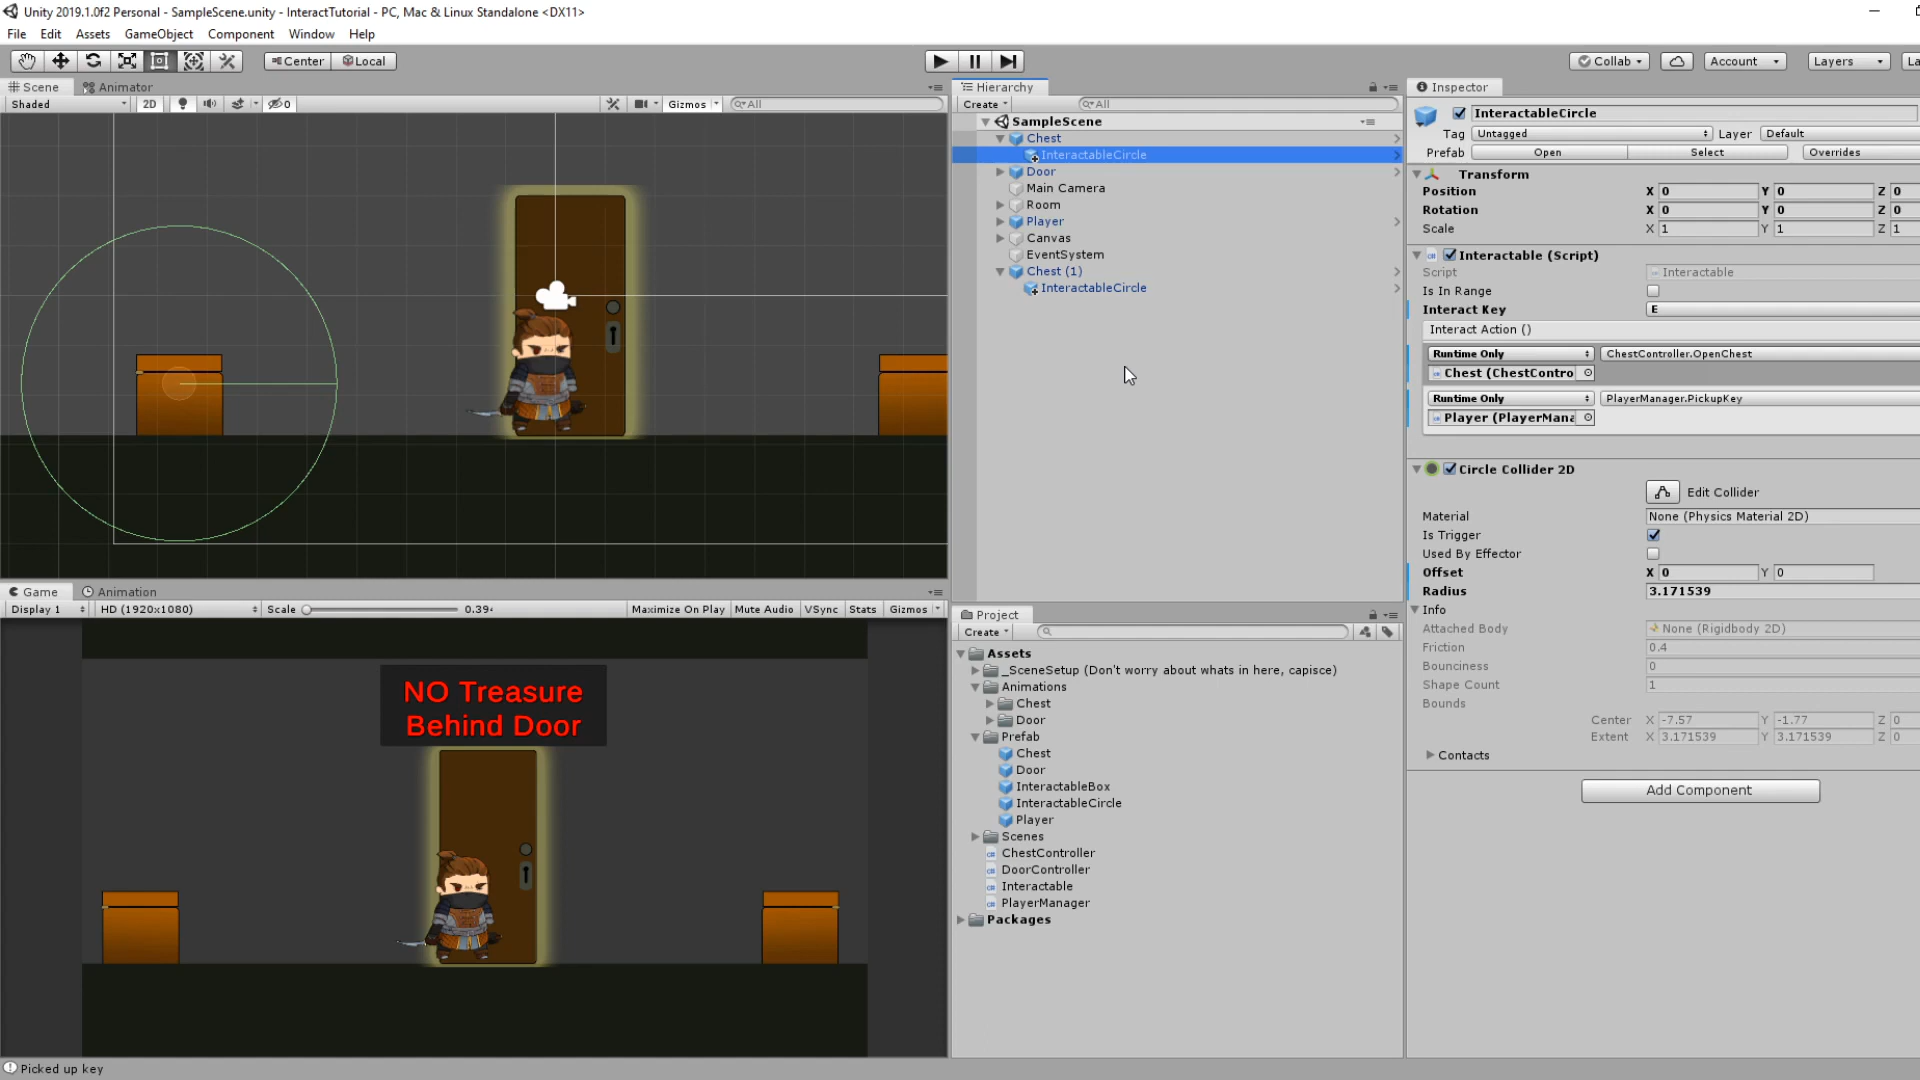 Unity 2019.1.0f2 Personal - SampleScene.unity - InteractTutorial - PC, Mac & Linux Standalone <DX11>
File Edit Assets GameObject Component Window Help
Center Local Collab Account Layers La
Scene Animator
Shaded 2D 0 Gizmos All
Hierarchy
Create All
SampleScene
Chest
InteractableCircle
Door
Main Camera
Room
Player
Canvas
EventSystem
Chest (1)
InteractableCircle
Inspector
InteractableCircle
Tag Untagged Layer Default
Prefab Open Select Overrides
Transform
Position X 0 Y 0 Z 0
Rotation X 0 Y 0 Z 0
Scale X 1 Y 1 Z 1
Interactable (Script)
Script Interactable
Is In Range
Interact Key E
Interact Action ()
Runtime Only ChestController.OpenChest
Chest (ChestContro
Runtime Only PlayerManager.PickupKey
Player (PlayerMana
Circle Collider 2D
Edit Collider
Material None (Physics Material 2D)
Is Trigger
Used By Effector
Offset X 0 Y 0
Radius 3.171539
Info
Attached Body None (Rigidbody 2D)
Friction 0.4
Bounciness 0
Shape Count 1
Bounds
Center X -7.57 Y -1.77 Z 0
Extent X 3.171539 Y 3.171539 Z 0
Contacts
Add Component
Game Animation
Display 1 HD (1920x1080) Scale 0.39 Maximize On Play Mute Audio VSync Stats Gizmos
NO Treasure
Behind Door
Project
Create
Assets
_SceneSetup (Don't worry about whats in here, capisce)
Animations
Chest
Door
Prefab
Chest
Door
InteractableBox
InteractableCircle
Player
Scenes
ChestController
DoorController
Interactable
PlayerManager
Packages
Picked up key